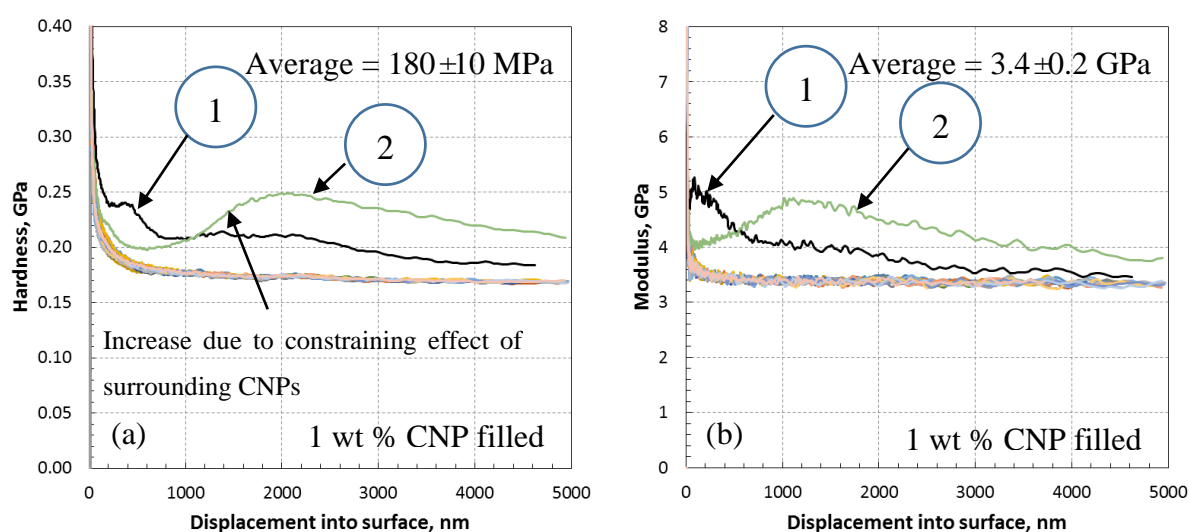 0.40
0.35
0.30
0.25
0.20
0.15
0.10
0.05
0.00
Hardness, GPa
Average = 180±10 MPa
1
2
Increase due to constraining effect of
surrounding CNPs
(a)
1 wt % CNP filled
0 1000 2000 3000 4000 5000
Displacement into surface, nm
8
7
6
5
4
3
2
1
0
Modulus, GPa
Average = 3.4±0.2 GPa
1
2
(b)
1 wt % CNP filled
0 1000 2000 3000 4000 5000
Displacement into surface, nm